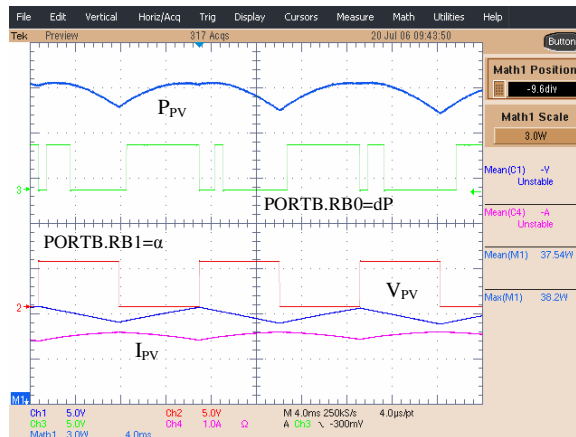 File Edit Vertical Horiz/Acq Trig Display Cursors Measure Math Utilities Help
Tek Preview 317 Acqs 20 Jul 06 09:43:50
Button
Math1 Position
-9.6div
Math1 Scale
3.0W
P_PV
3
Mean(C1) -V
Unstable
PORTB.RB0=dP
Mean(C4) -A
Unstable
PORTB.RB1=α
Mean(M1) 37.54W
V_PV
Max(M1) 38.2W
2
I_PV
M1
Ch1 5.0V Ch2 5.0V M 4.0ms 250kS/s 4.0µs/pt
Ch3 5.0V Ch4 1.0A Ω A Ch3 -300mV
Math1 3.0W 4.0ms